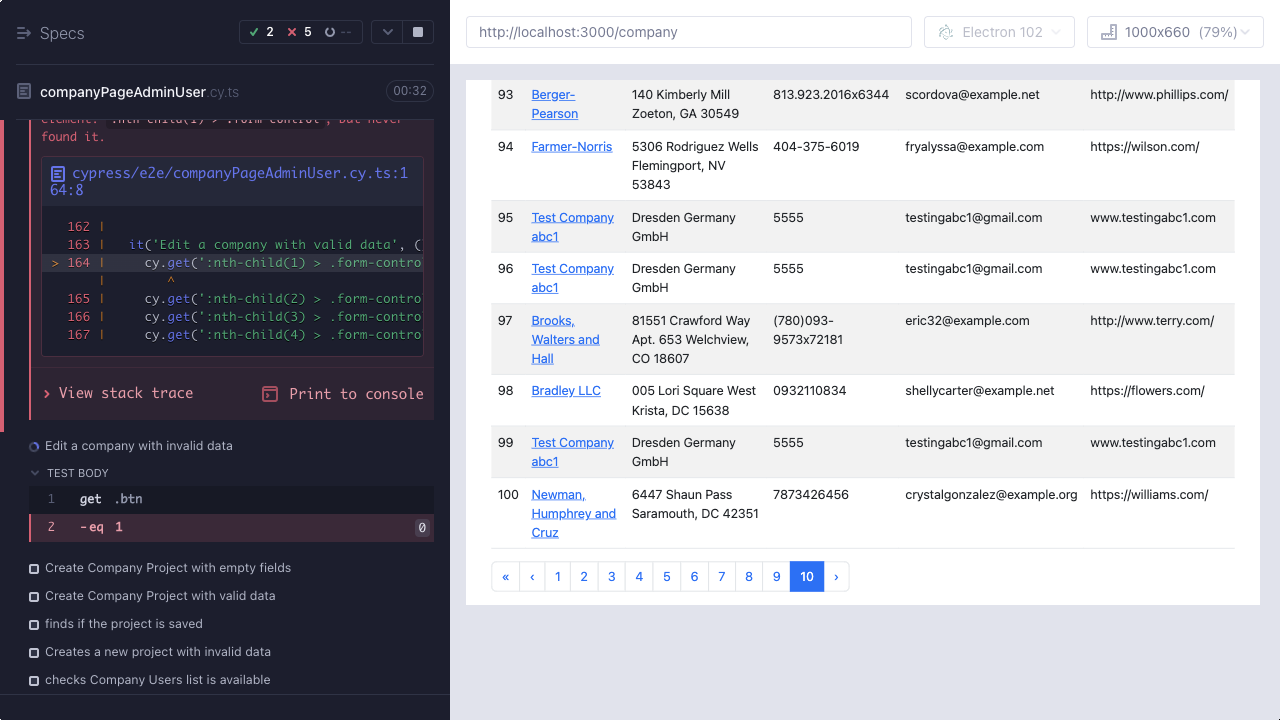 Specs
2
5
--
companyPageAdminUser.cy.ts
00:32
element: :nth-child(1) > .form-control, but never
found it.
cypress/e2e/companyPageAdminUser.cy.ts:1
64:8
162 |
163 |   it('Edit a company with valid data', (
> 164 |     cy.get(':nth-child(1) > .form-contro
|        ^
165 |     cy.get(':nth-child(2) > .form-contro
166 |     cy.get(':nth-child(3) > .form-contro
167 |     cy.get(':nth-child(4) > .form-contro
View stack trace
Print to console
Edit a company with invalid data
TEST BODY
1 get .btn
2 -eq 1 0
Create Company Project with empty fields
Create Company Project with valid data
finds if the project is saved
Creates a new project with invalid data
checks Company Users list is available
http://localhost:3000/company
Electron 102
1000x660 (79%)
93 Berger- 140 Kimberly Mill 813.923.2016x6344 scordova@example.net http://www.phillips.com/
Pearson Zoeton, GA 30549
94 Farmer-Norris 5306 Rodriguez Wells 404-375-6019 fryalyssa@example.com https://wilson.com/
Flemingport, NV
53843
95 Test Company Dresden Germany 5555 testingabc1@gmail.com www.testingabc1.com
abc1 GmbH
96 Test Company Dresden Germany 5555 testingabc1@gmail.com www.testingabc1.com
abc1 GmbH
97 Brooks, 81551 Crawford Way (780)093- eric32@example.com http://www.terry.com/
Walters and Apt. 653 Welchview, 9573x72181
Hall CO 18607
98 Bradley LLC 005 Lori Square West 0932110834 shellycarter@example.net https://flowers.com/
Krista, DC 15638
99 Test Company Dresden Germany 5555 testingabc1@gmail.com www.testingabc1.com
abc1 GmbH
100 Newman, 6447 Shaun Pass 7873426456 crystalgonzalez@example.org https://williams.com/
Humphrey and Saramouth, DC 42351
Cruz
« ‹ 1 2 3 4 5 6 7 8 9 10 ›